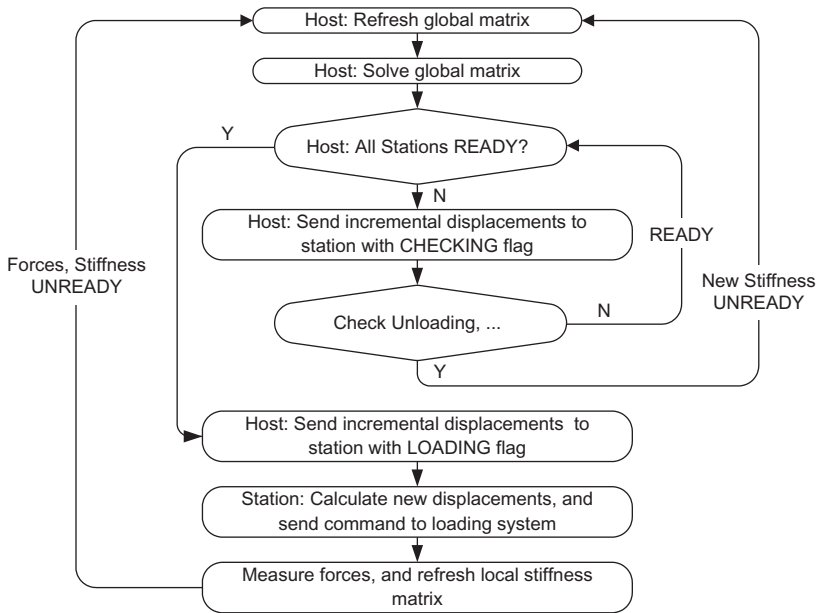 Host: Refresh global matrix
Host: Solve global matrix
Y
Host: All Stations READY?
N
Host: Send incremental displacements to
station with CHECKING flag
READY
Forces, Stiffness
UNREADY
New Stiffness
UNREADY
Check Unloading, ...
N
Y
Host: Send incremental displacements to
station with LOADING flag
Station: Calculate new displacements, and
send command to loading system
Measure forces, and refresh local stiffness
matrix